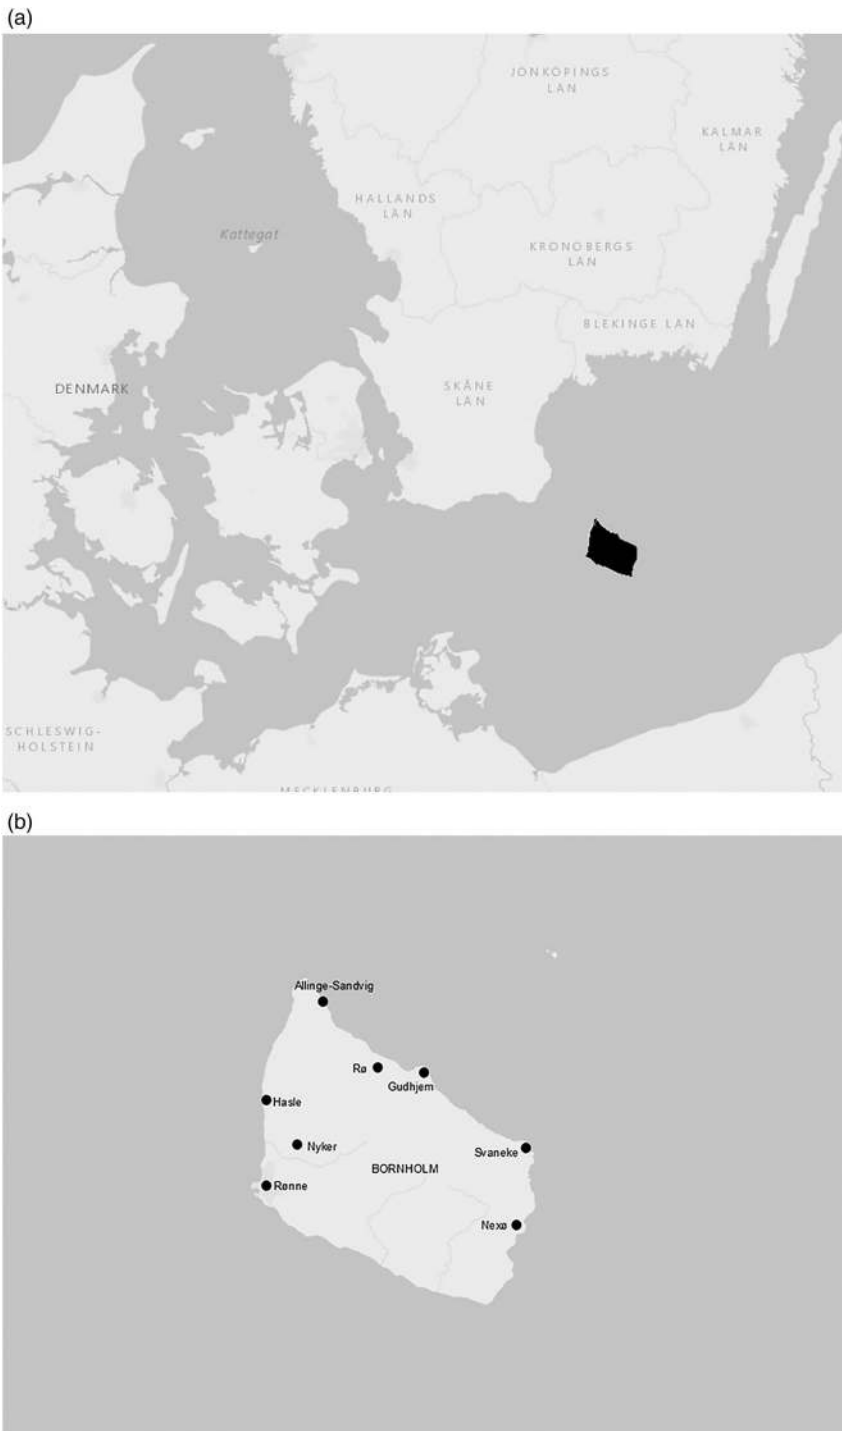 (a)
JÖNKÖPINGS
LÄN
KALMAR
LÄN
HALLANDS
LÄN
Kattegat
KRONOBERGS
LÄN
BLEKINGE LÄN
DENMARK
SKÅNE
LÄN
SCHLESWIG-
HOLSTEIN
MECKLENBURG
(b)
Allinge-Sandvig
Rø
Gudhjem
Hasle
Nyker
Svaneke
BORNHOLM
Rønne
Nexø